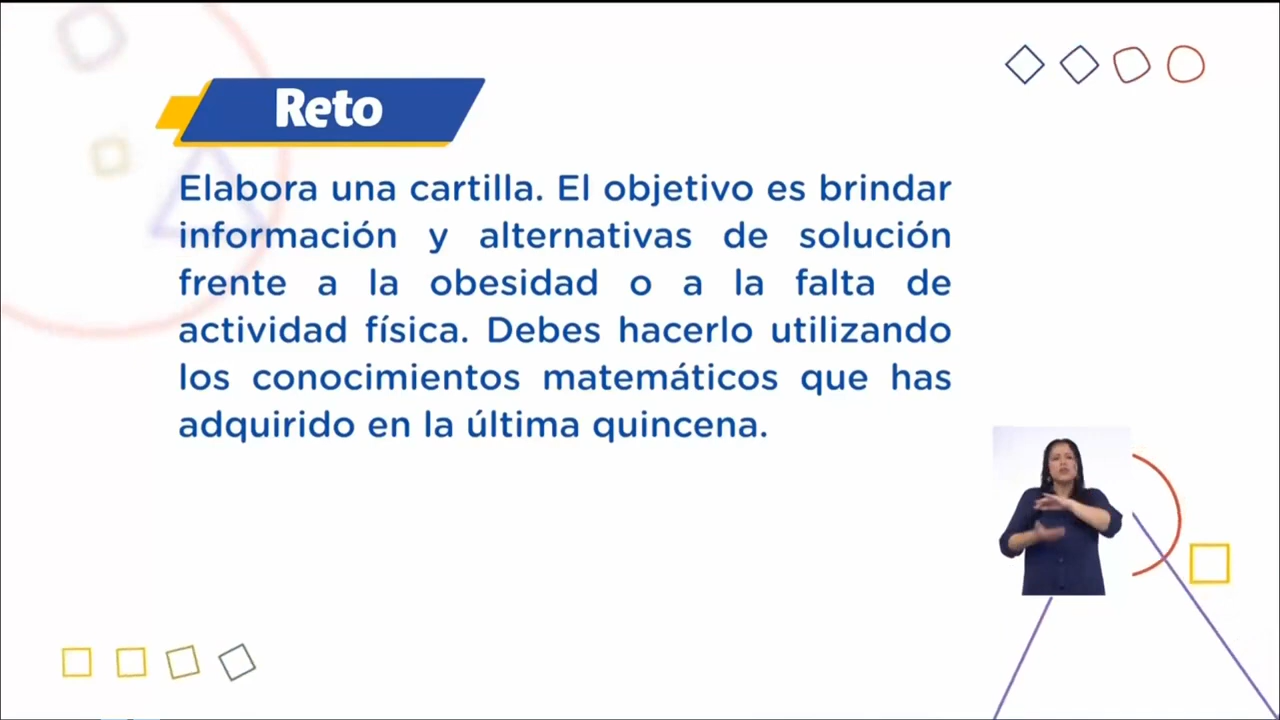 Reto
Elabora una cartilla. El objetivo es brindar
información y alternativas de solución
frente a la obesidad o a la falta de
actividad física. Debes hacerlo utilizando
los conocimientos matemáticos que has
adquirido en la última quincena.